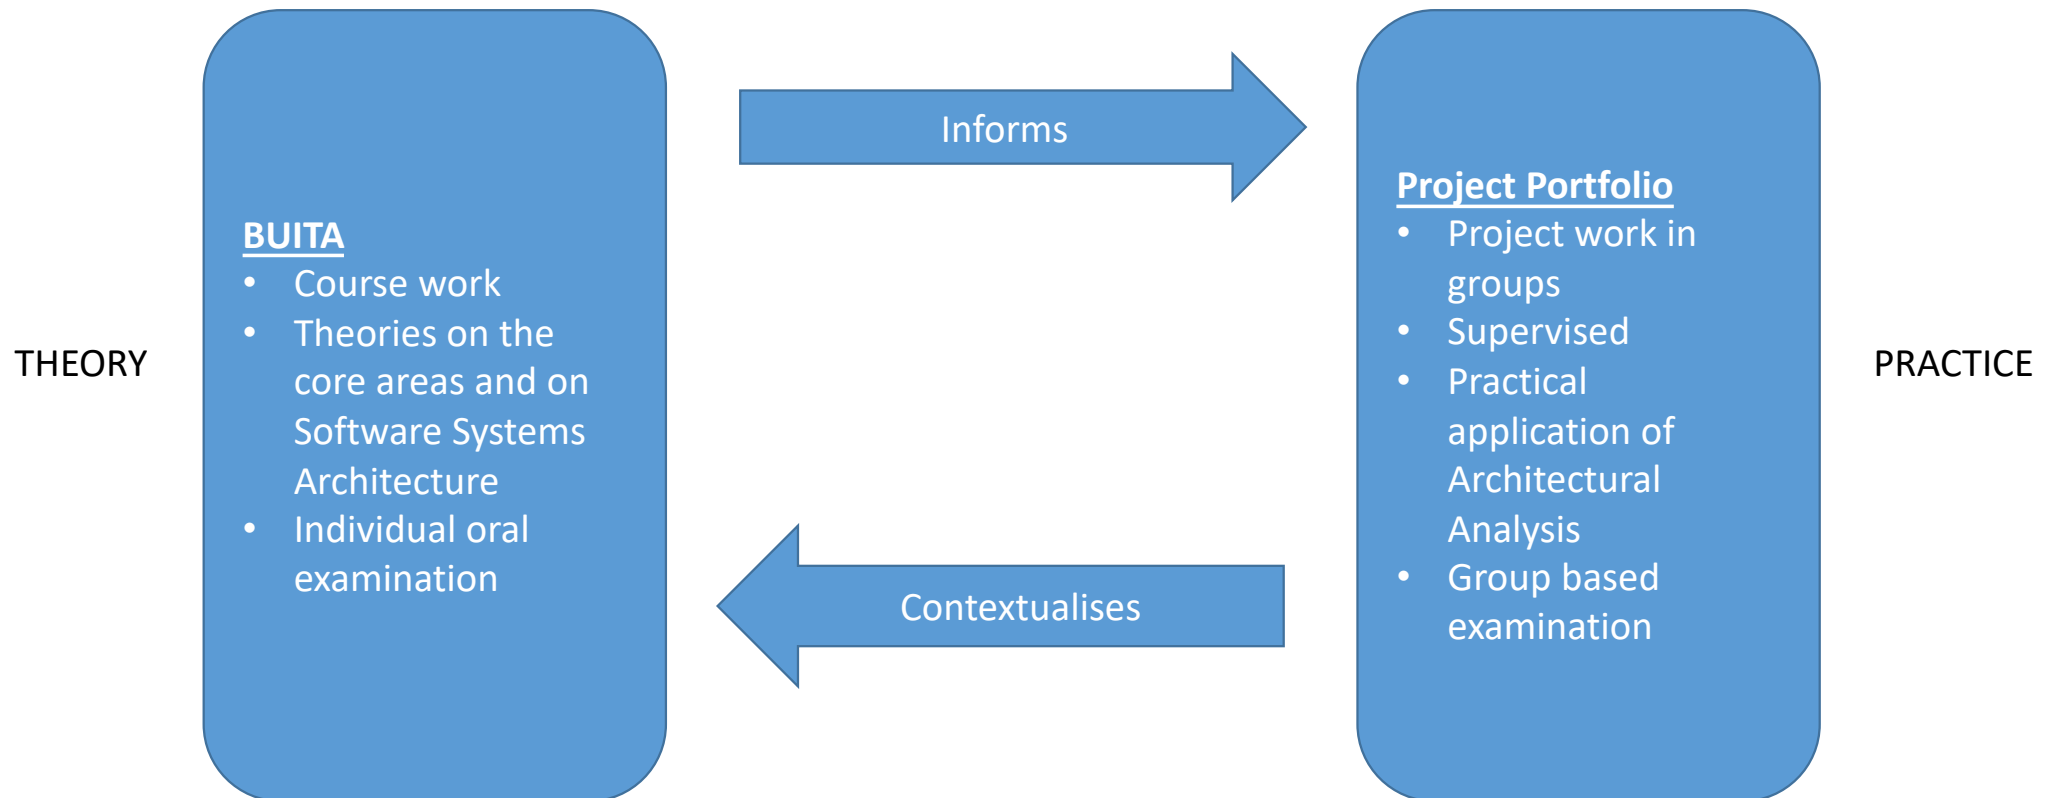 THEORY
BUITA
• Course work
• Theories on the
core areas and on
Software Systems
Architecture
• Individual oral
examination
Informs
Contextualises
Project Portfolio
• Project work in
groups
• Supervised
• Practical
application of
Architectural
Analysis
• Group based
examination
PRACTICE